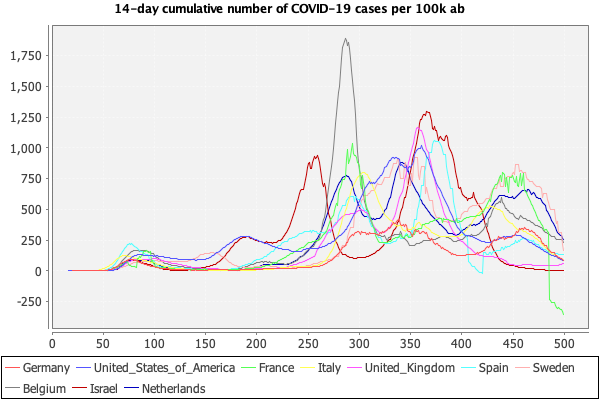 14-day cumulative number of COVID-19 cases per 100k ab
1,750
1,500
1,250
1,000
750
500
250
0
-250
0 50 100 150 200 250 300 350 400 450 500
Germany United_States_of_America France Italy United_Kingdom Spain Sweden
Belgium Israel Netherlands